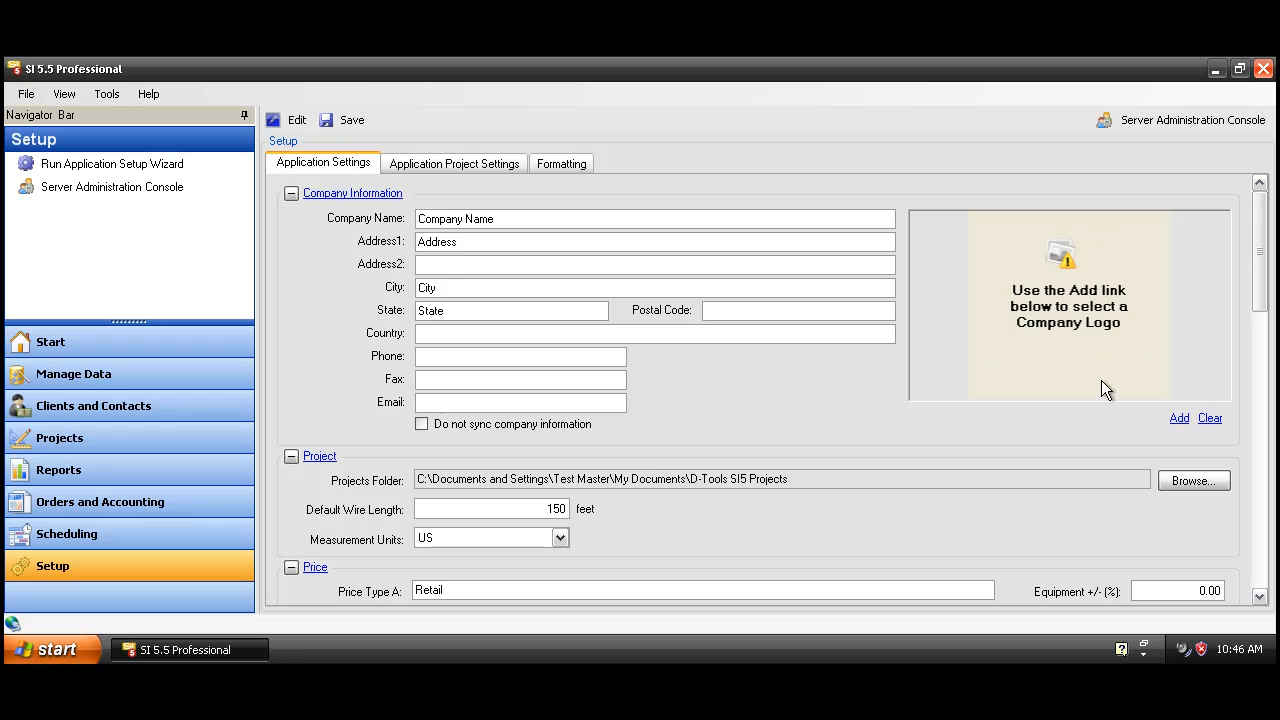 SI 5.5 Professional
File View Tools Help
Navigator Bar
Setup
Run Application Setup Wizard
Server Administration Console
Start
Manage Data
Clients and Contacts
Projects
Reports
Orders and Accounting
Scheduling
Setup
Edit Save
Server Administration Console
Setup
Application Settings Application Project Settings Formatting
Company Information
Company Name: Company Name
Address1: Address
Address2:
City: City
State: State Postal Code:
Country:
Phone:
Fax:
Email:
Do not sync company information
Use the Add link
below to select a
Company Logo
Add Clear
Project
Projects Folder: C:\Documents and Settings\Test Master\My Documents\D-Tools SI5 Projects Browse...
Default Wire Length: 150 feet
Measurement Units: US
Price
Price Type A: Retail Equipment +/- (%): 0.00
start SI 5.5 Professional 10:46 AM